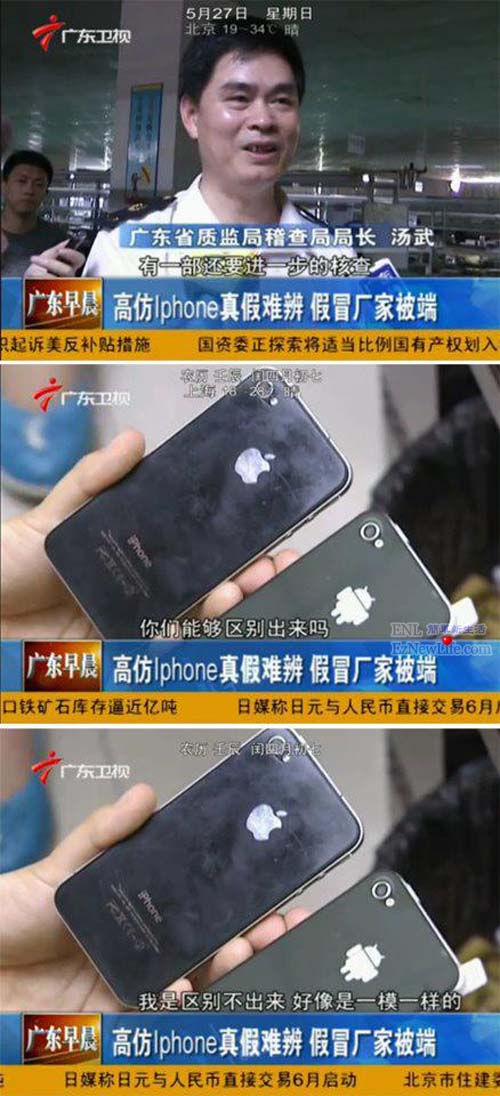 5月27日 星期日
广东卫视
北京 19~34℃ 晴
广东省质监局稽查局局长 汤武
有一部还要进一步的核查
广东早晨
高仿Iphone真假难辨 假冒厂家被端
起诉美反补贴措施 国资委正探索将适当比例国有产权划入
农历 壬辰 闰四月初七
广东卫视
上海 18~28 晴
iPhone
你们能够区别出来吗
ENL 簡單新生活
EZNewLife.com
广东早晨
高仿Iphone真假难辨 假冒厂家被端
口铁矿石库存逼近亿吨 日媒称日元与人民币直接交易6月
农历 壬辰 闰四月初七
广东卫视
iPhone
我是区别不出来 好像是一模一样的
广东早晨
高仿Iphone真假难辨 假冒厂家被端
日媒称日元与人民币直接交易6月启动 北京市住建委